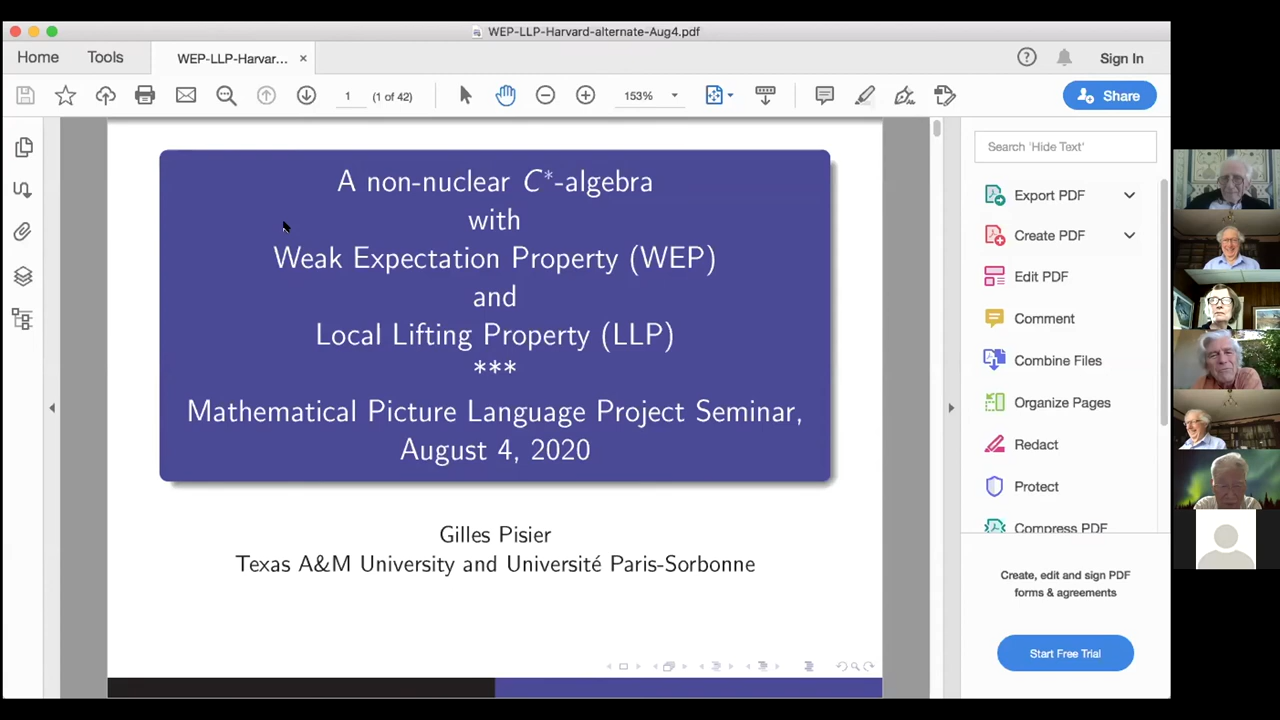 WEP-LLP-Harvard-alternate-Aug4.pdf
Home
Tools
WEP-LLP-Harvar...
Sign In
1
(1 of 42)
153%
Share
A non-nuclear C*-algebra
with
Weak Expectation Property (WEP)
and
Local Lifting Property (LLP)
***
Mathematical Picture Language Project Seminar,
August 4, 2020
Gilles Pisier
Texas A&M University and Université Paris-Sorbonne
Search 'Hide Text'
Export PDF
Create PDF
Edit PDF
Comment
Combine Files
Organize Pages
Redact
Protect
Compress PDF
Create, edit and sign PDF
forms & agreements
Start Free Trial